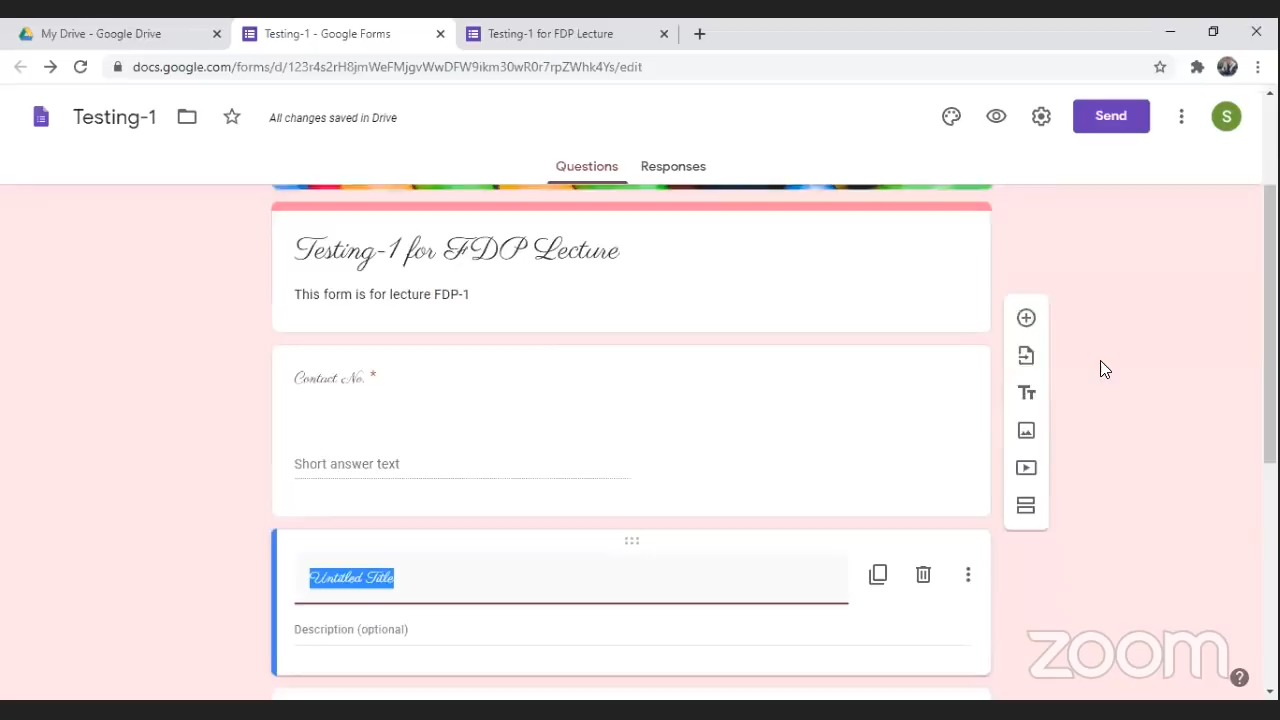 My Drive - Google Drive
Testing-1 - Google Forms
Testing-1 for FDP Lecture
docs.google.com/forms/d/123r4s2rH8jmWeFMjgvWwDFW9ikm30wR0r7rpZWhk4Ys/edit
Testing-1
All changes saved in Drive
Send
S
Questions
Responses
Testing-1 for FDP Lecture
This form is for lecture FDP-1
Contact No. *
Short answer text
Untitled Title
Description (optional)
zoom